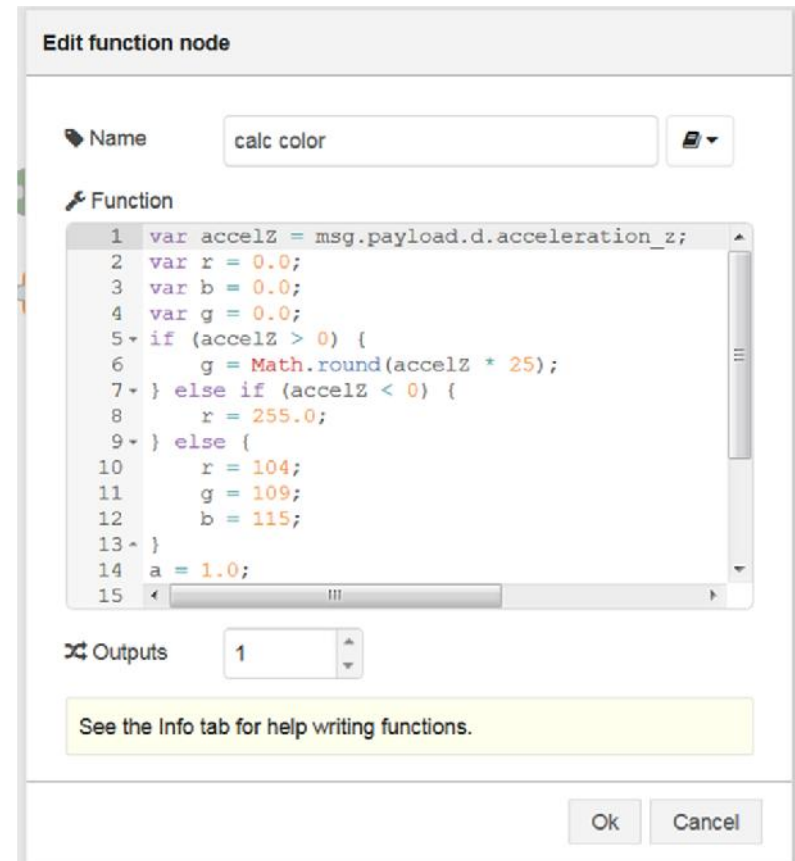 Edit function node
Name
calc color
Function
1 var accelZ = msg.payload.d.acceleration_z;
2 var r = 0.0;
3 var b = 0.0;
4 var g = 0.0;
5 if (accelZ > 0) {
6     g = Math.round(accelZ * 25);
7 } else if (accelZ < 0) {
8     r = 255.0;
9 } else {
10     r = 104;
11     g = 109;
12     b = 115;
13 }
14 a = 1.0;
15
Outputs
1
See the Info tab for help writing functions.
Ok Cancel